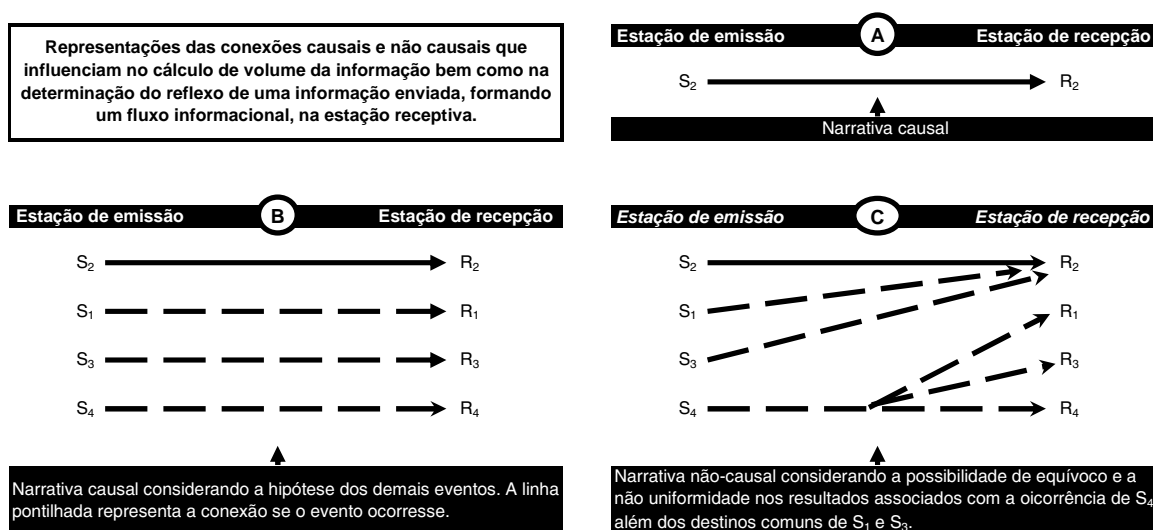 Representações das conexões causais e não causais que
influenciam no cálculo de volume da informação bem como na
determinação do reflexo de uma informação enviada, formando
um fluxo informacional, na estação receptiva.
Estação de emissão A Estação de recepção
S₂ R₂
Narrativa causal
Estação de emissão B Estação de recepção
S₂ R₂
S₁ R₁
S₃ R₃
S₄ R₄
Narrativa causal considerando a hipótese dos demais eventos. A linha
pontilhada representa a conexão se o evento ocorresse.
Estação de emissão C Estação de recepção
S₂ R₂
S₁ R₁
S₃ R₃
S₄ R₄
Narrativa não-causal considerando a possibilidade de equívoco e a
não uniformidade nos resultados associados com a oicorrência de S₄
além dos destinos comuns de S₁ e S₃.